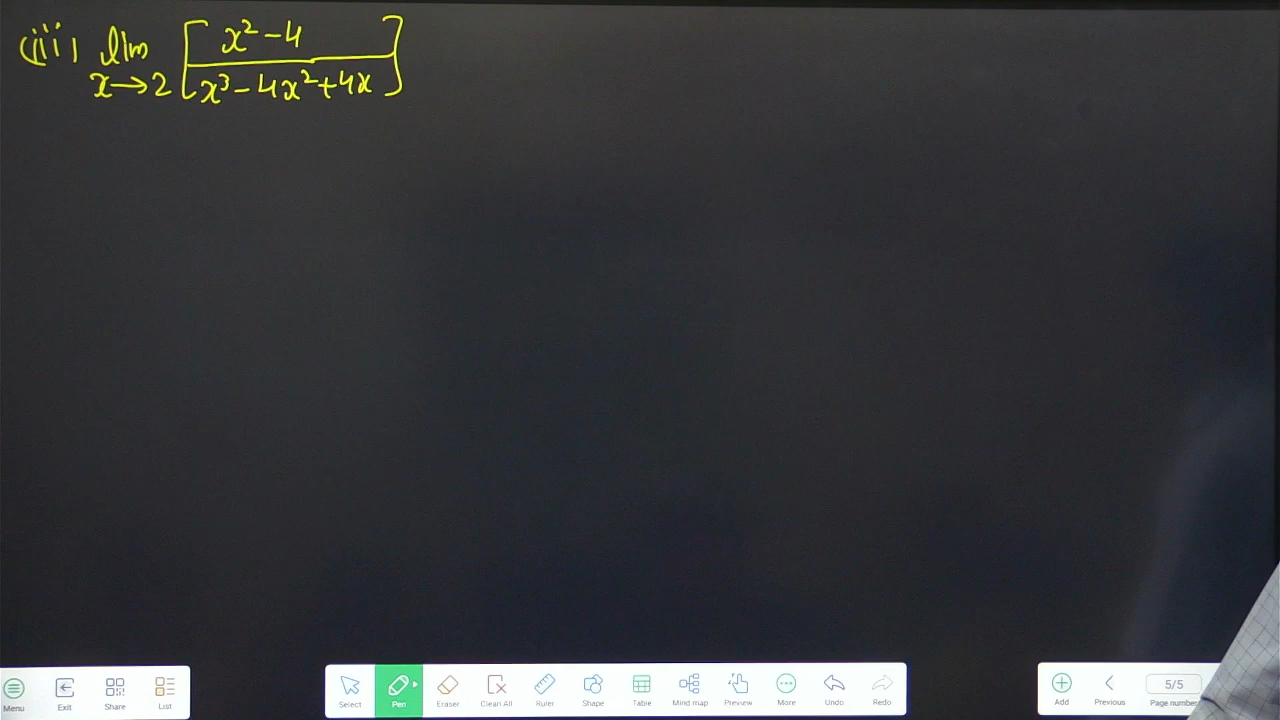 (iii) lim [x²-4 / x³-4x²+4x]
x→2
Menu Exit Share List Select Pen Eraser Clean All Ruler Shape Table Mind map Preview More Undo Redo Add Previous 5/5 Page number